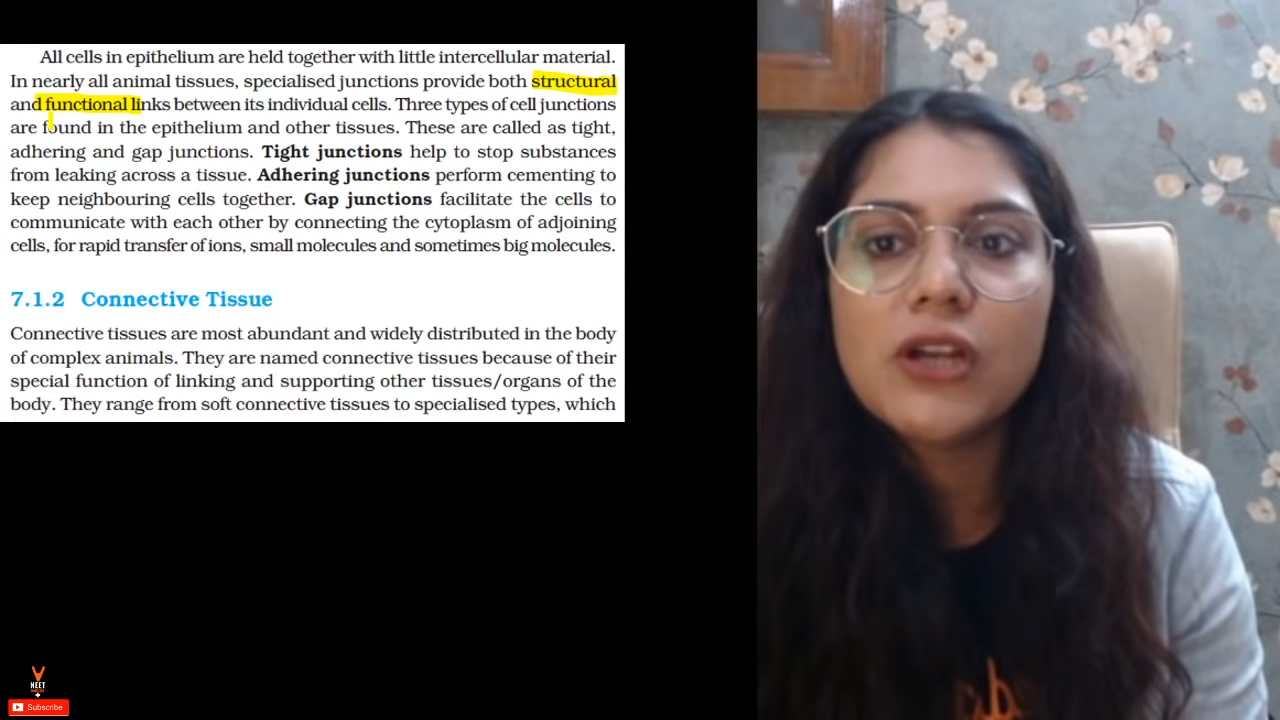 All cells in epithelium are held together with little intercellular material.
In nearly all animal tissues, specialised junctions provide both structural
and functional links between its individual cells. Three types of cell junctions
are found in the epithelium and other tissues. These are called as tight,
adhering and gap junctions. Tight junctions help to stop substances
from leaking across a tissue. Adhering junctions perform cementing to
keep neighbouring cells together. Gap junctions facilitate the cells to
communicate with each other by connecting the cytoplasm of adjoining
cells, for rapid transfer of ions, small molecules and sometimes big molecules.
7.1.2 Connective Tissue
Connective tissues are most abundant and widely distributed in the body
of complex animals. They are named connective tissues because of their
special function of linking and supporting other tissues/organs of the
body. They range from soft connective tissues to specialised types, which
NEET
Subscribe